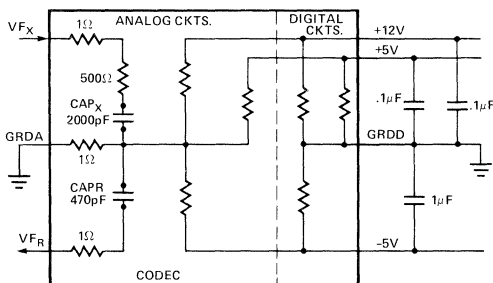 ANALOG CKTS.
DIGITAL
CKTS.
1Ω
VFX
+12V
+5V
500Ω
CAPX
2000pF
.1μF
.1μF
GRDA
1Ω
GRDD
CAPR
470pF
1μF
1Ω
VFR
-5V
CODEC